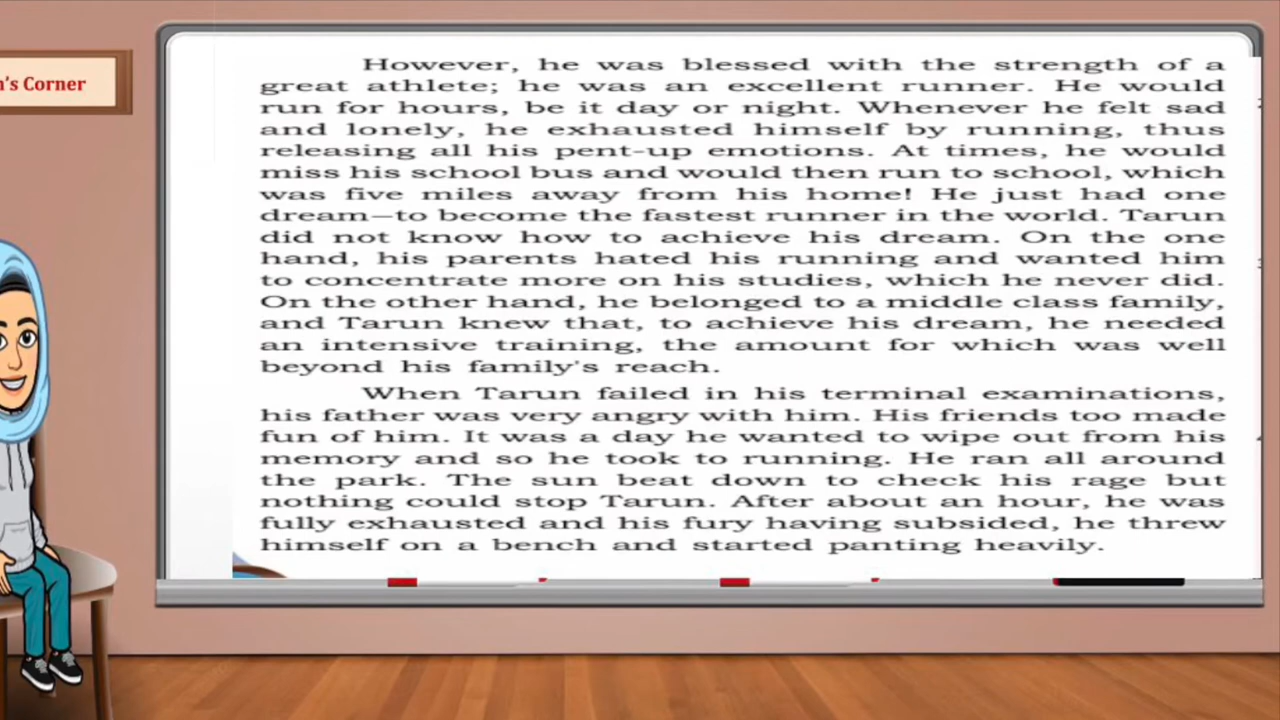 n's Corner
However, he was blessed with the strength of a
great athlete; he was an excellent runner. He would
run for hours, be it day or night. Whenever he felt sad
and lonely, he exhausted himself by running, thus
releasing all his pent-up emotions. At times, he would
miss his school bus and would then run to school, which
was five miles away from his home! He just had one
dream—to become the fastest runner in the world. Tarun
did not know how to achieve his dream. On the one
hand, his parents hated his running and wanted him
to concentrate more on his studies, which he never did.
On the other hand, he belonged to a middle class family,
and Tarun knew that, to achieve his dream, he needed
an intensive training, the amount for which was well
beyond his family's reach.
When Tarun failed in his terminal examinations,
his father was very angry with him. His friends too made
fun of him. It was a day he wanted to wipe out from his
memory and so he took to running. He ran all around
the park. The sun beat down to check his rage but
nothing could stop Tarun. After about an hour, he was
fully exhausted and his fury having subsided, he threw
himself on a bench and started panting heavily.